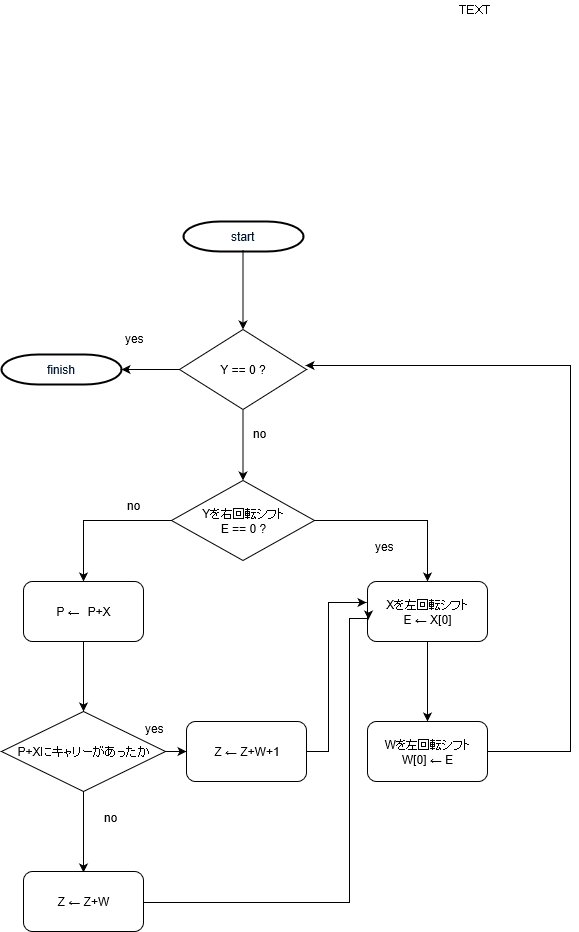 TEXT
start
yes
finish
Y == 0 ?
no
no
Yを右回転シフト
E == 0 ?
yes
P ← P+X
Xを左回転シフト
E ← X[0]
P+Xにキャリーがあったか
yes
Z ← Z+W+1
Wを左回転シフト
W[0] ← E
no
Z ← Z+W